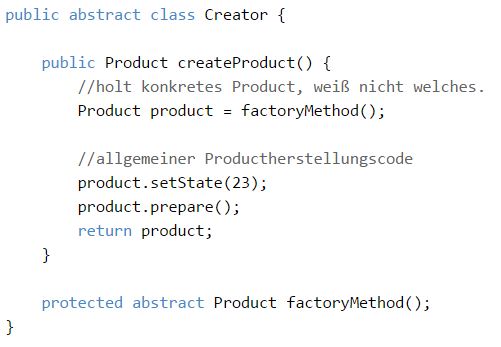 public abstract class Creator {
public Product createProduct() {
//holt konkretes Product, weiß nicht welches.
Product product = factoryMethod();
//allgemeiner Productherstellungscode
product.setState(23);
product.prepare();
return product;
}
protected abstract Product factoryMethod();
}